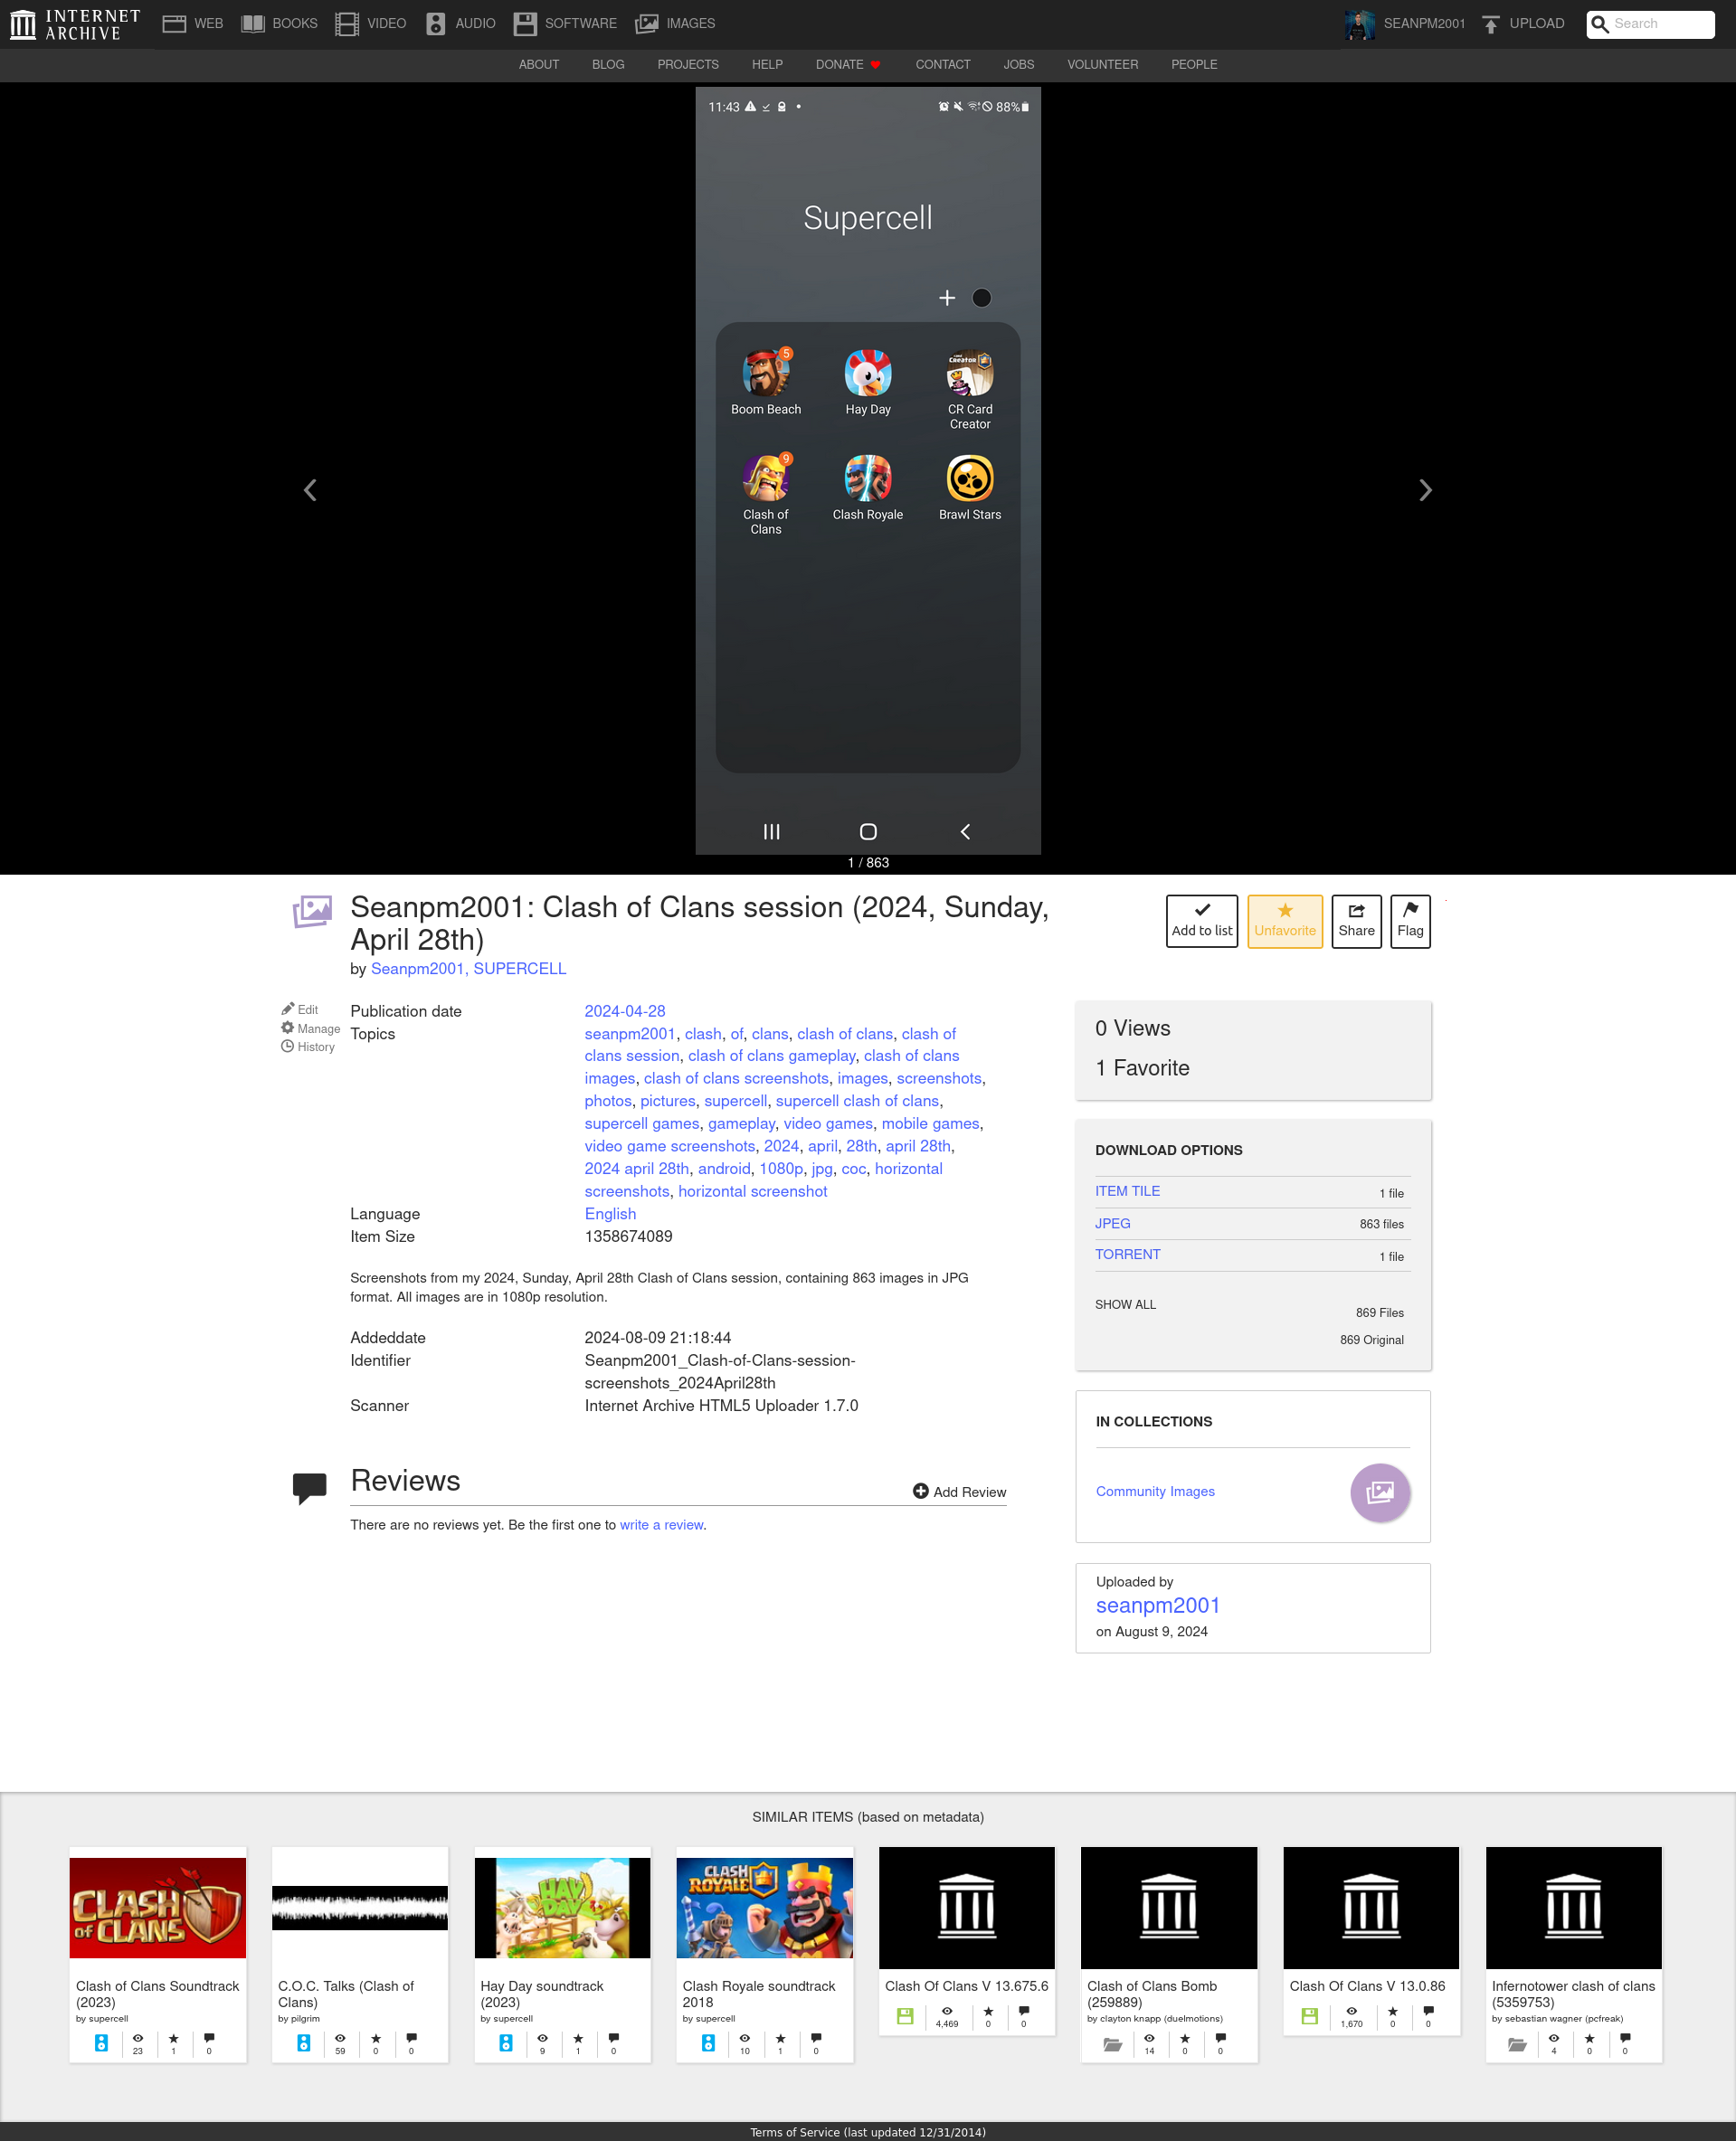 INTERNET ARCHIVE
WEB
BOOKS
VIDEO
AUDIO
SOFTWARE
IMAGES
SEANPM2001
UPLOAD
Search
ABOUT
BLOG
PROJECTS
HELP
DONATE
CONTACT
JOBS
VOLUNTEER
PEOPLE
11:43
88%
Supercell
5
Boom Beach
Hay Day
CR Card
Creator
9
Clash of
Clans
Clash Royale
Brawl Stars
1 / 863
Seanpm2001: Clash of Clans session (2024, Sunday,
April 28th)
by Seanpm2001, SUPERCELL
Add to list
Unfavorite
Share
Flag
Edit
Manage
History
Publication date 2024-04-28
Topics seanpm2001, clash, of, clans, clash of clans, clash of
clans session, clash of clans gameplay, clash of clans
images, clash of clans screenshots, images, screenshots,
photos, pictures, supercell, supercell clash of clans,
supercell games, gameplay, video games, mobile games,
video game screenshots, 2024, april, 28th, april 28th,
2024 april 28th, android, 1080p, jpg, coc, horizontal
screenshots, horizontal screenshot
Language English
Item Size 1358674089
Screenshots from my 2024, Sunday, April 28th Clash of Clans session, containing 863 images in JPG
format. All images are in 1080p resolution.
Addeddate 2024-08-09 21:18:44
Identifier Seanpm2001_Clash-of-Clans-session-
screenshots_2024April28th
Scanner Internet Archive HTML5 Uploader 1.7.0
Reviews
Add Review
There are no reviews yet. Be the first one to write a review.
0 Views
1 Favorite
DOWNLOAD OPTIONS
ITEM TILE 1 file
JPEG 863 files
TORRENT 1 file
SHOW ALL 869 Files
869 Original
IN COLLECTIONS
Community Images
Uploaded by
seanpm2001
on August 9, 2024
SIMILAR ITEMS (based on metadata)
CLASH OF CLANS
Clash of Clans Soundtrack
(2023)
by supercell
23 1 0
C.O.C. Talks (Clash of
Clans)
by pilgrim
59 0 0
HAY DAY
Hay Day soundtrack
(2023)
by supercell
9 1 0
CLASH ROYALE
Clash Royale soundtrack
2018
by supercell
10 1 0
Clash Of Clans V 13.675.6
4,469 0 0
Clash of Clans Bomb
(259889)
by clayton knapp (duelmotions)
14 0 0
Clash Of Clans V 13.0.86
1,670 0 0
Infernotower clash of clans
(5359753)
by sebastian wagner (pcfreak)
4 0 0
Terms of Service (last updated 12/31/2014)